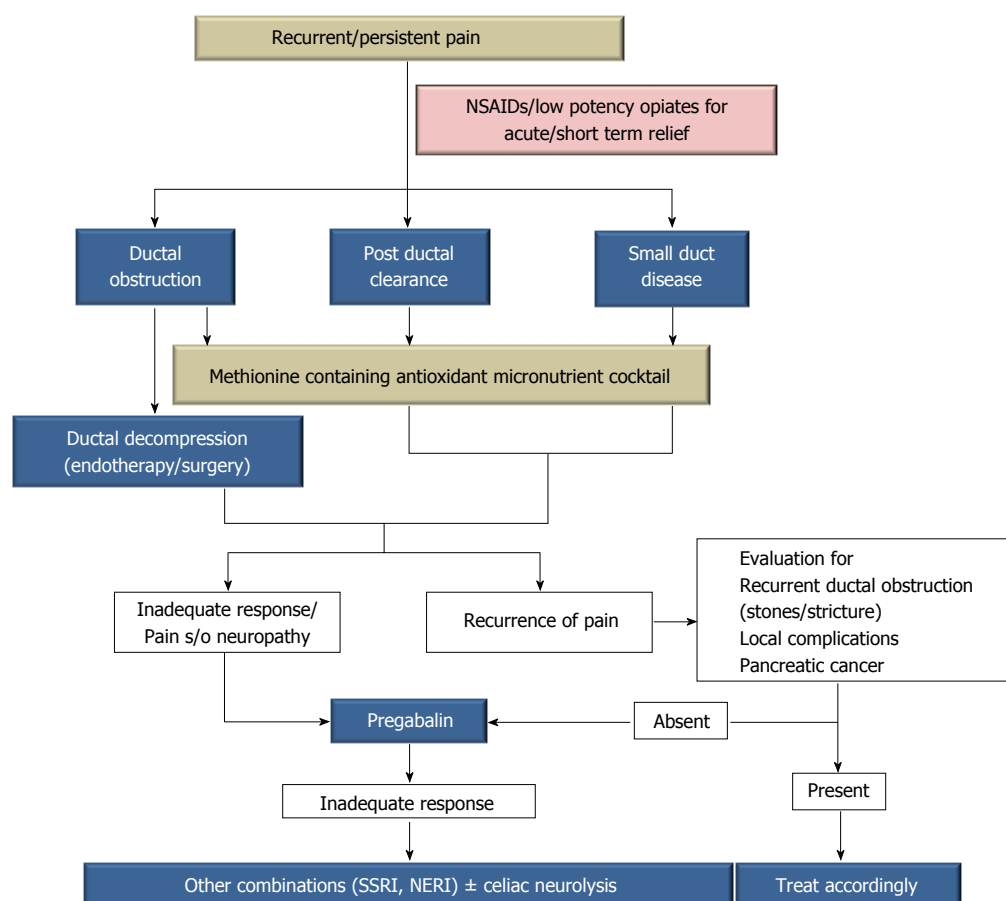 Recurrent/persistent pain
NSAIDs/low potency opiates for
acute/short term relief
Ductal
obstruction
Post ductal
clearance
Small duct
disease
Methionine containing antioxidant micronutrient cocktail
Ductal decompression
(endotherapy/surgery)
Inadequate response/
Pain s/o neuropathy
Recurrence of pain
Evaluation for
Recurrent ductal obstruction
(stones/stricture)
Local complications
Pancreatic cancer
Pregabalin
Absent
Present
Inadequate response
Other combinations (SSRI, NERI) ± celiac neurolysis
Treat accordingly